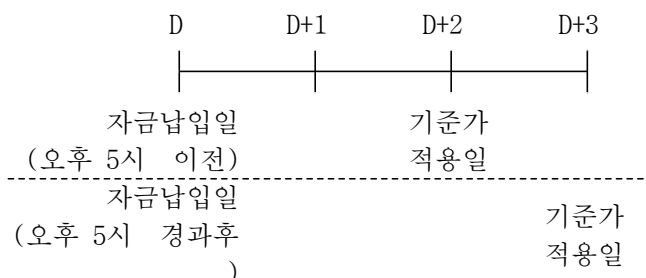 D D+1 D+2 D+3
자금납입일 기준가
(오후 5시 이전) 적용일
자금납입일
(오후 5시 경과후
)
기준가
적용일